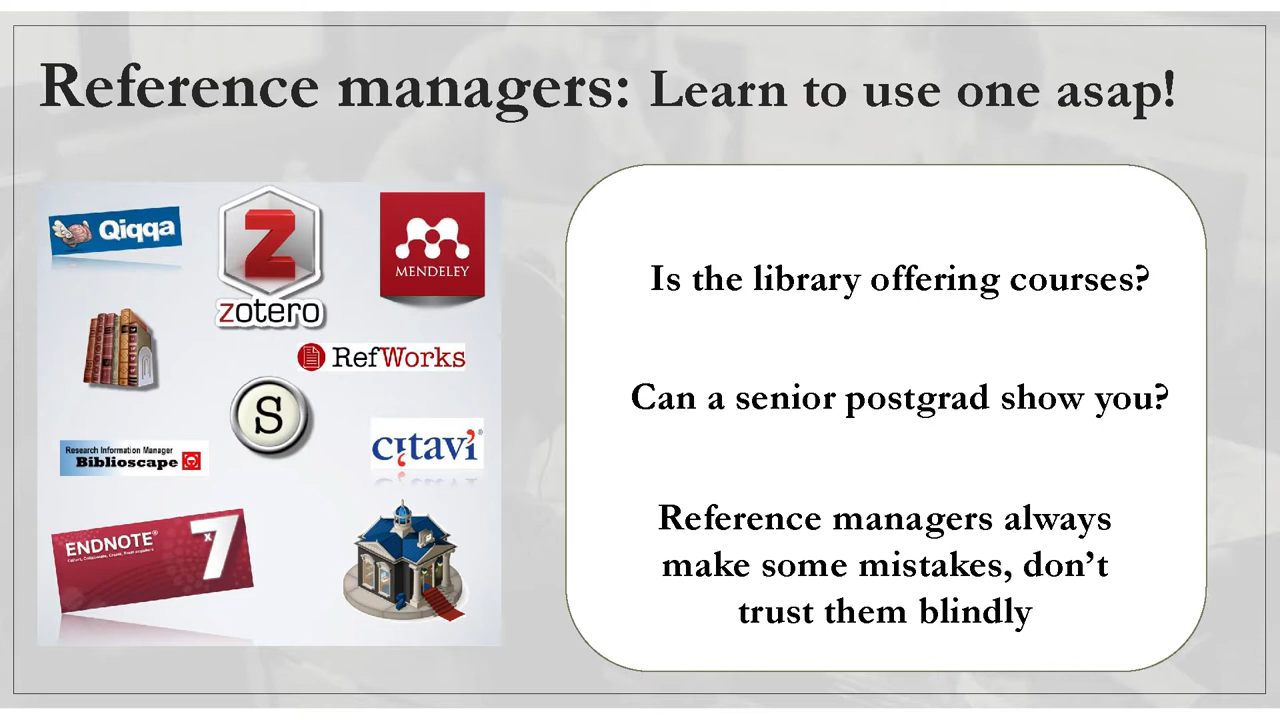 Reference managers: Learn to use one asap!
Qiqqa
Z
zotero
MENDELEY
RefWorks
S
Research Information Manager
Biblioscape
citavi®
ENDNOTE®
X7
Is the library offering courses?
Can a senior postgrad show you?
Reference managers always
make some mistakes, don't
trust them blindly